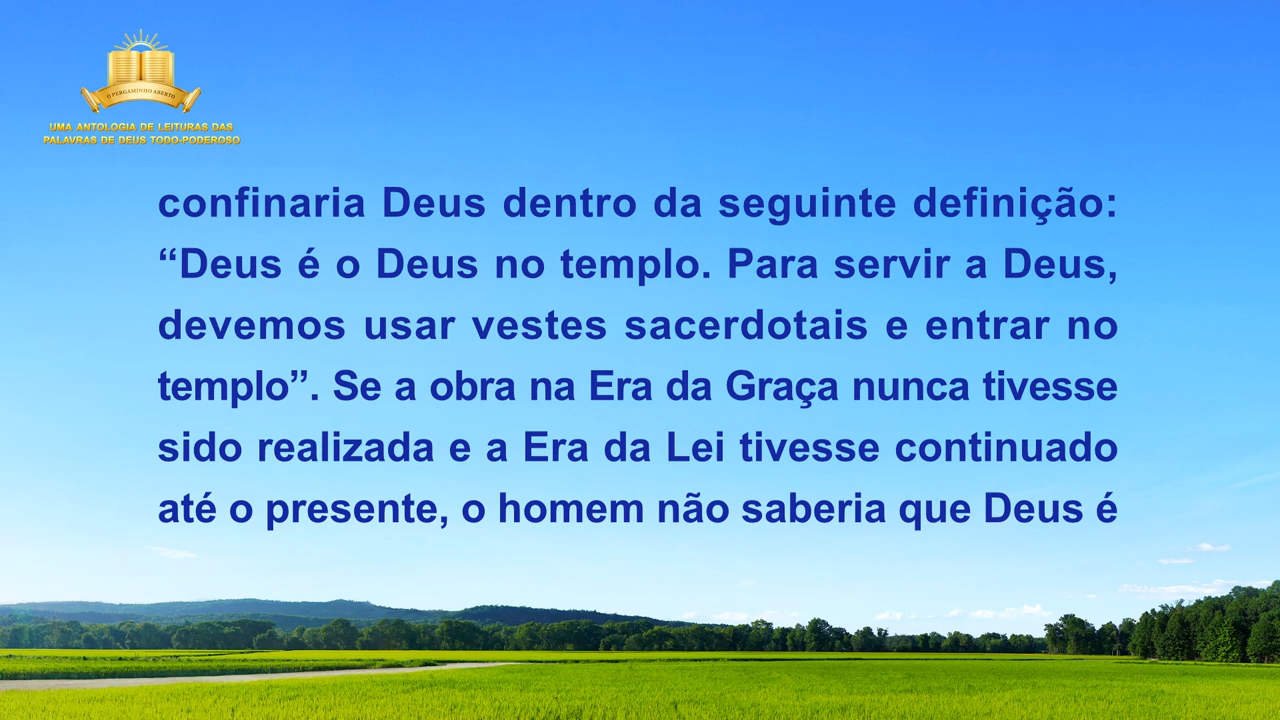 O PERGAMINHO ABERTO
UMA ANTOLOGIA DE LEITURAS DAS
PALAVRAS DE DEUS TODO-PODEROSO
confinaria Deus dentro da seguinte definição:
“Deus é o Deus no templo. Para servir a Deus,
devemos usar vestes sacerdotais e entrar no
templo”. Se a obra na Era da Graça nunca tivesse
sido realizada e a Era da Lei tivesse continuado
até o presente, o homem não saberia que Deus é